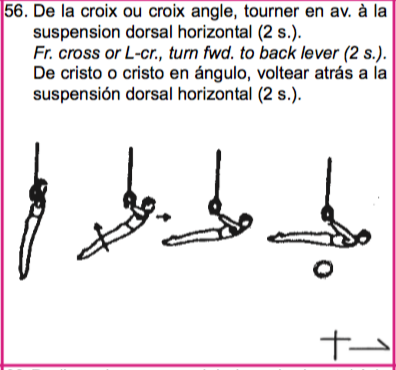 56. De la croix ou croix angle, tourner en av. à la
suspension dorsal horizontal (2 s.).
Fr. cross or L-cr., turn fwd. to back lever (2 s.).
De cristo o cristo en ángulo, voltear atrás a la
suspensión dorsal horizontal (2 s.).